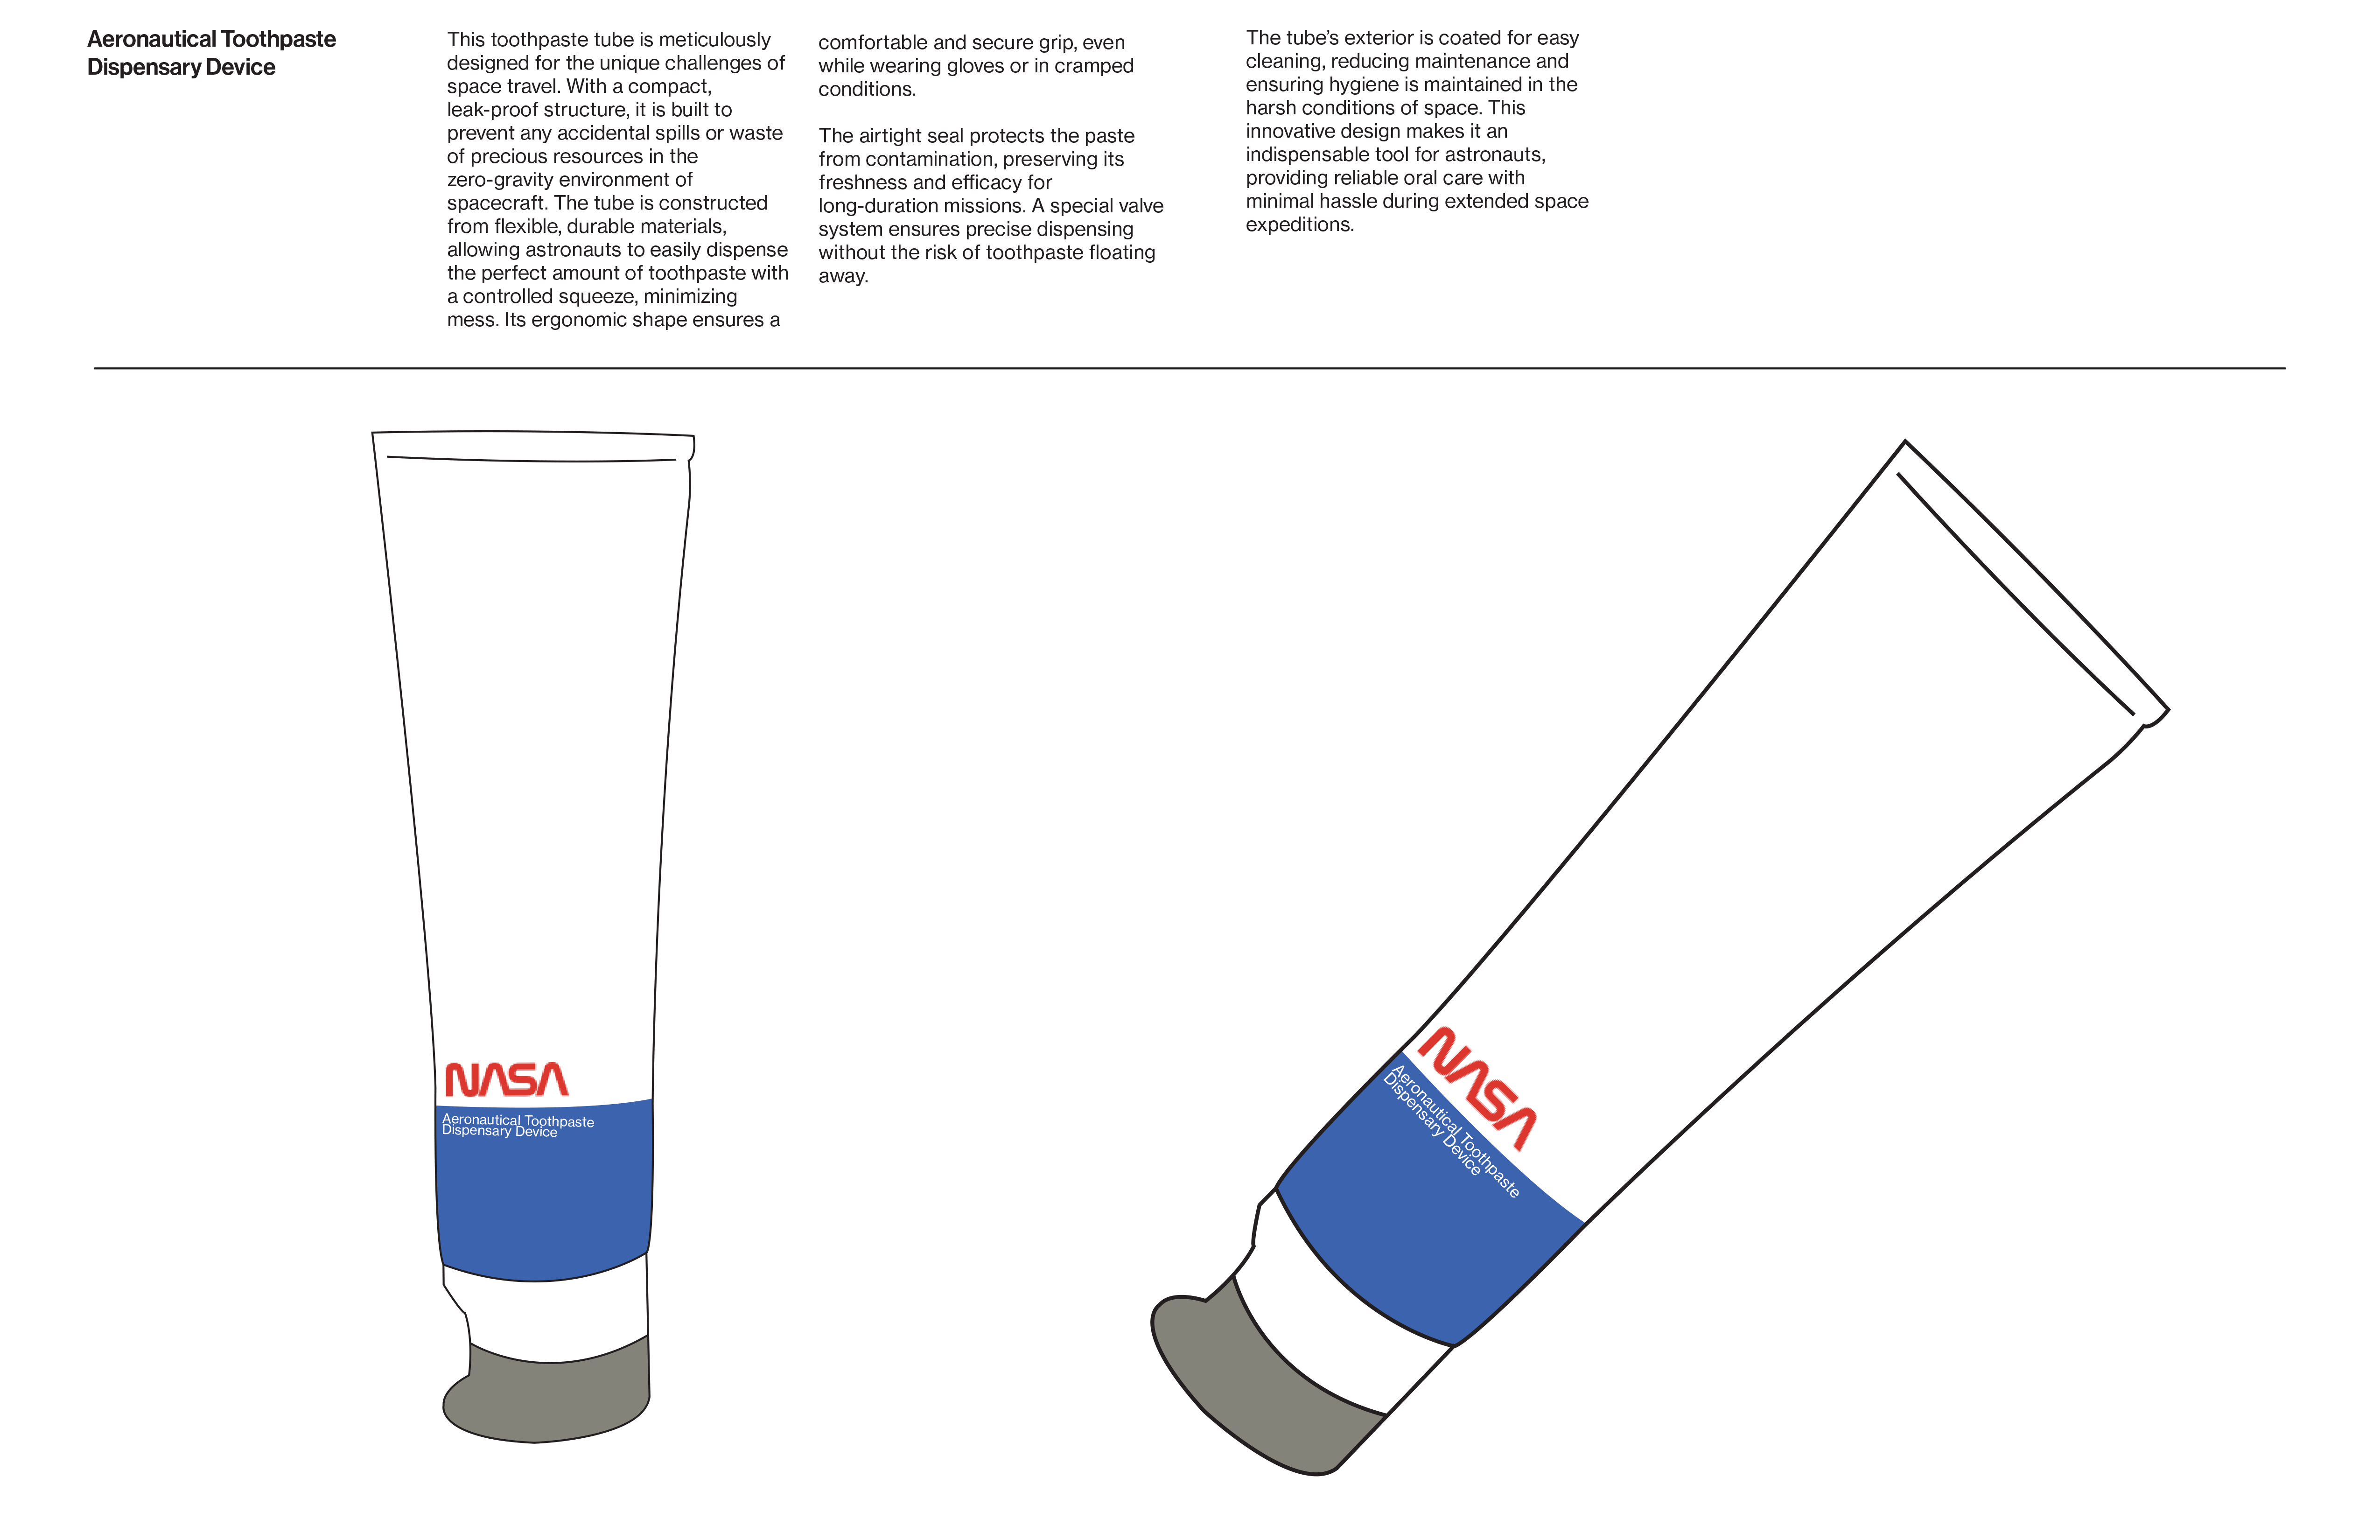 Aeronautical Toothpaste
Dispensary Device
This toothpaste tube is meticulously
designed for the unique challenges of
space travel. With a compact,
leak-proof structure, it is built to
prevent any accidental spills or waste
of precious resources in the
zero-gravity environment of
spacecraft. The tube is constructed
from flexible, durable materials,
allowing astronauts to easily dispense
the perfect amount of toothpaste with
a controlled squeeze, minimizing
mess. Its ergonomic shape ensures a
comfortable and secure grip, even
while wearing gloves or in cramped
conditions.
The airtight seal protects the paste
from contamination, preserving its
freshness and efficacy for
long-duration missions. A special valve
system ensures precise dispensing
without the risk of toothpaste floating
away.
The tube’s exterior is coated for easy
cleaning, reducing maintenance and
ensuring hygiene is maintained in the
harsh conditions of space. This
innovative design makes it an
indispensable tool for astronauts,
providing reliable oral care with
minimal hassle during extended space
expeditions.
NASA
Aeronautical Toothpaste
Dispensary Device
NASA
Aeronautical Toothpaste
Dispensary Device